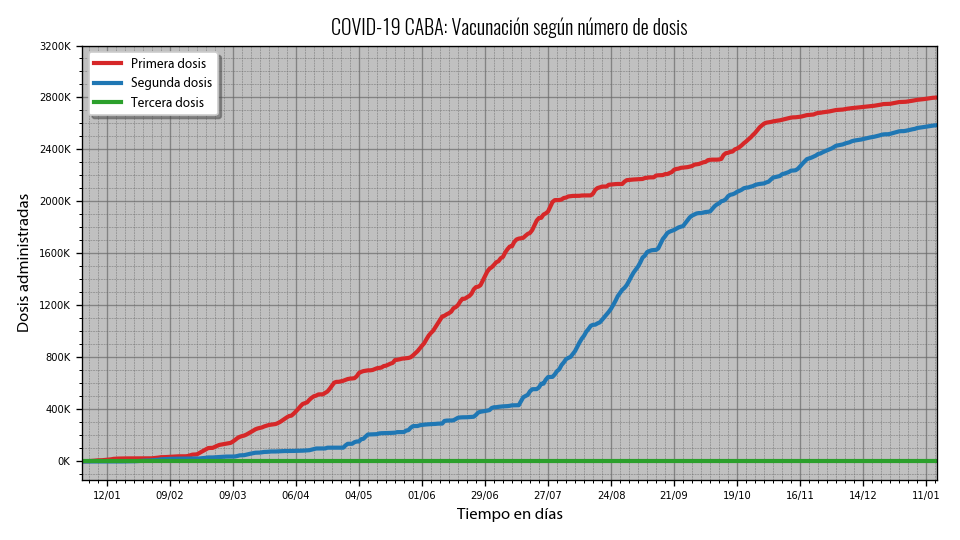 COVID-19 CABA: Vacunación según número de dosis
3200K
2800K
2400K
2000K
1600K
1200K
800K
400K
0K
Dosis administradas
Primera dosis
Segunda dosis
Tercera dosis
12/01 09/02 09/03 06/04 04/05 01/06 29/06 27/07 24/08 21/09 19/10 16/11 14/12 11/01
Tiempo en días